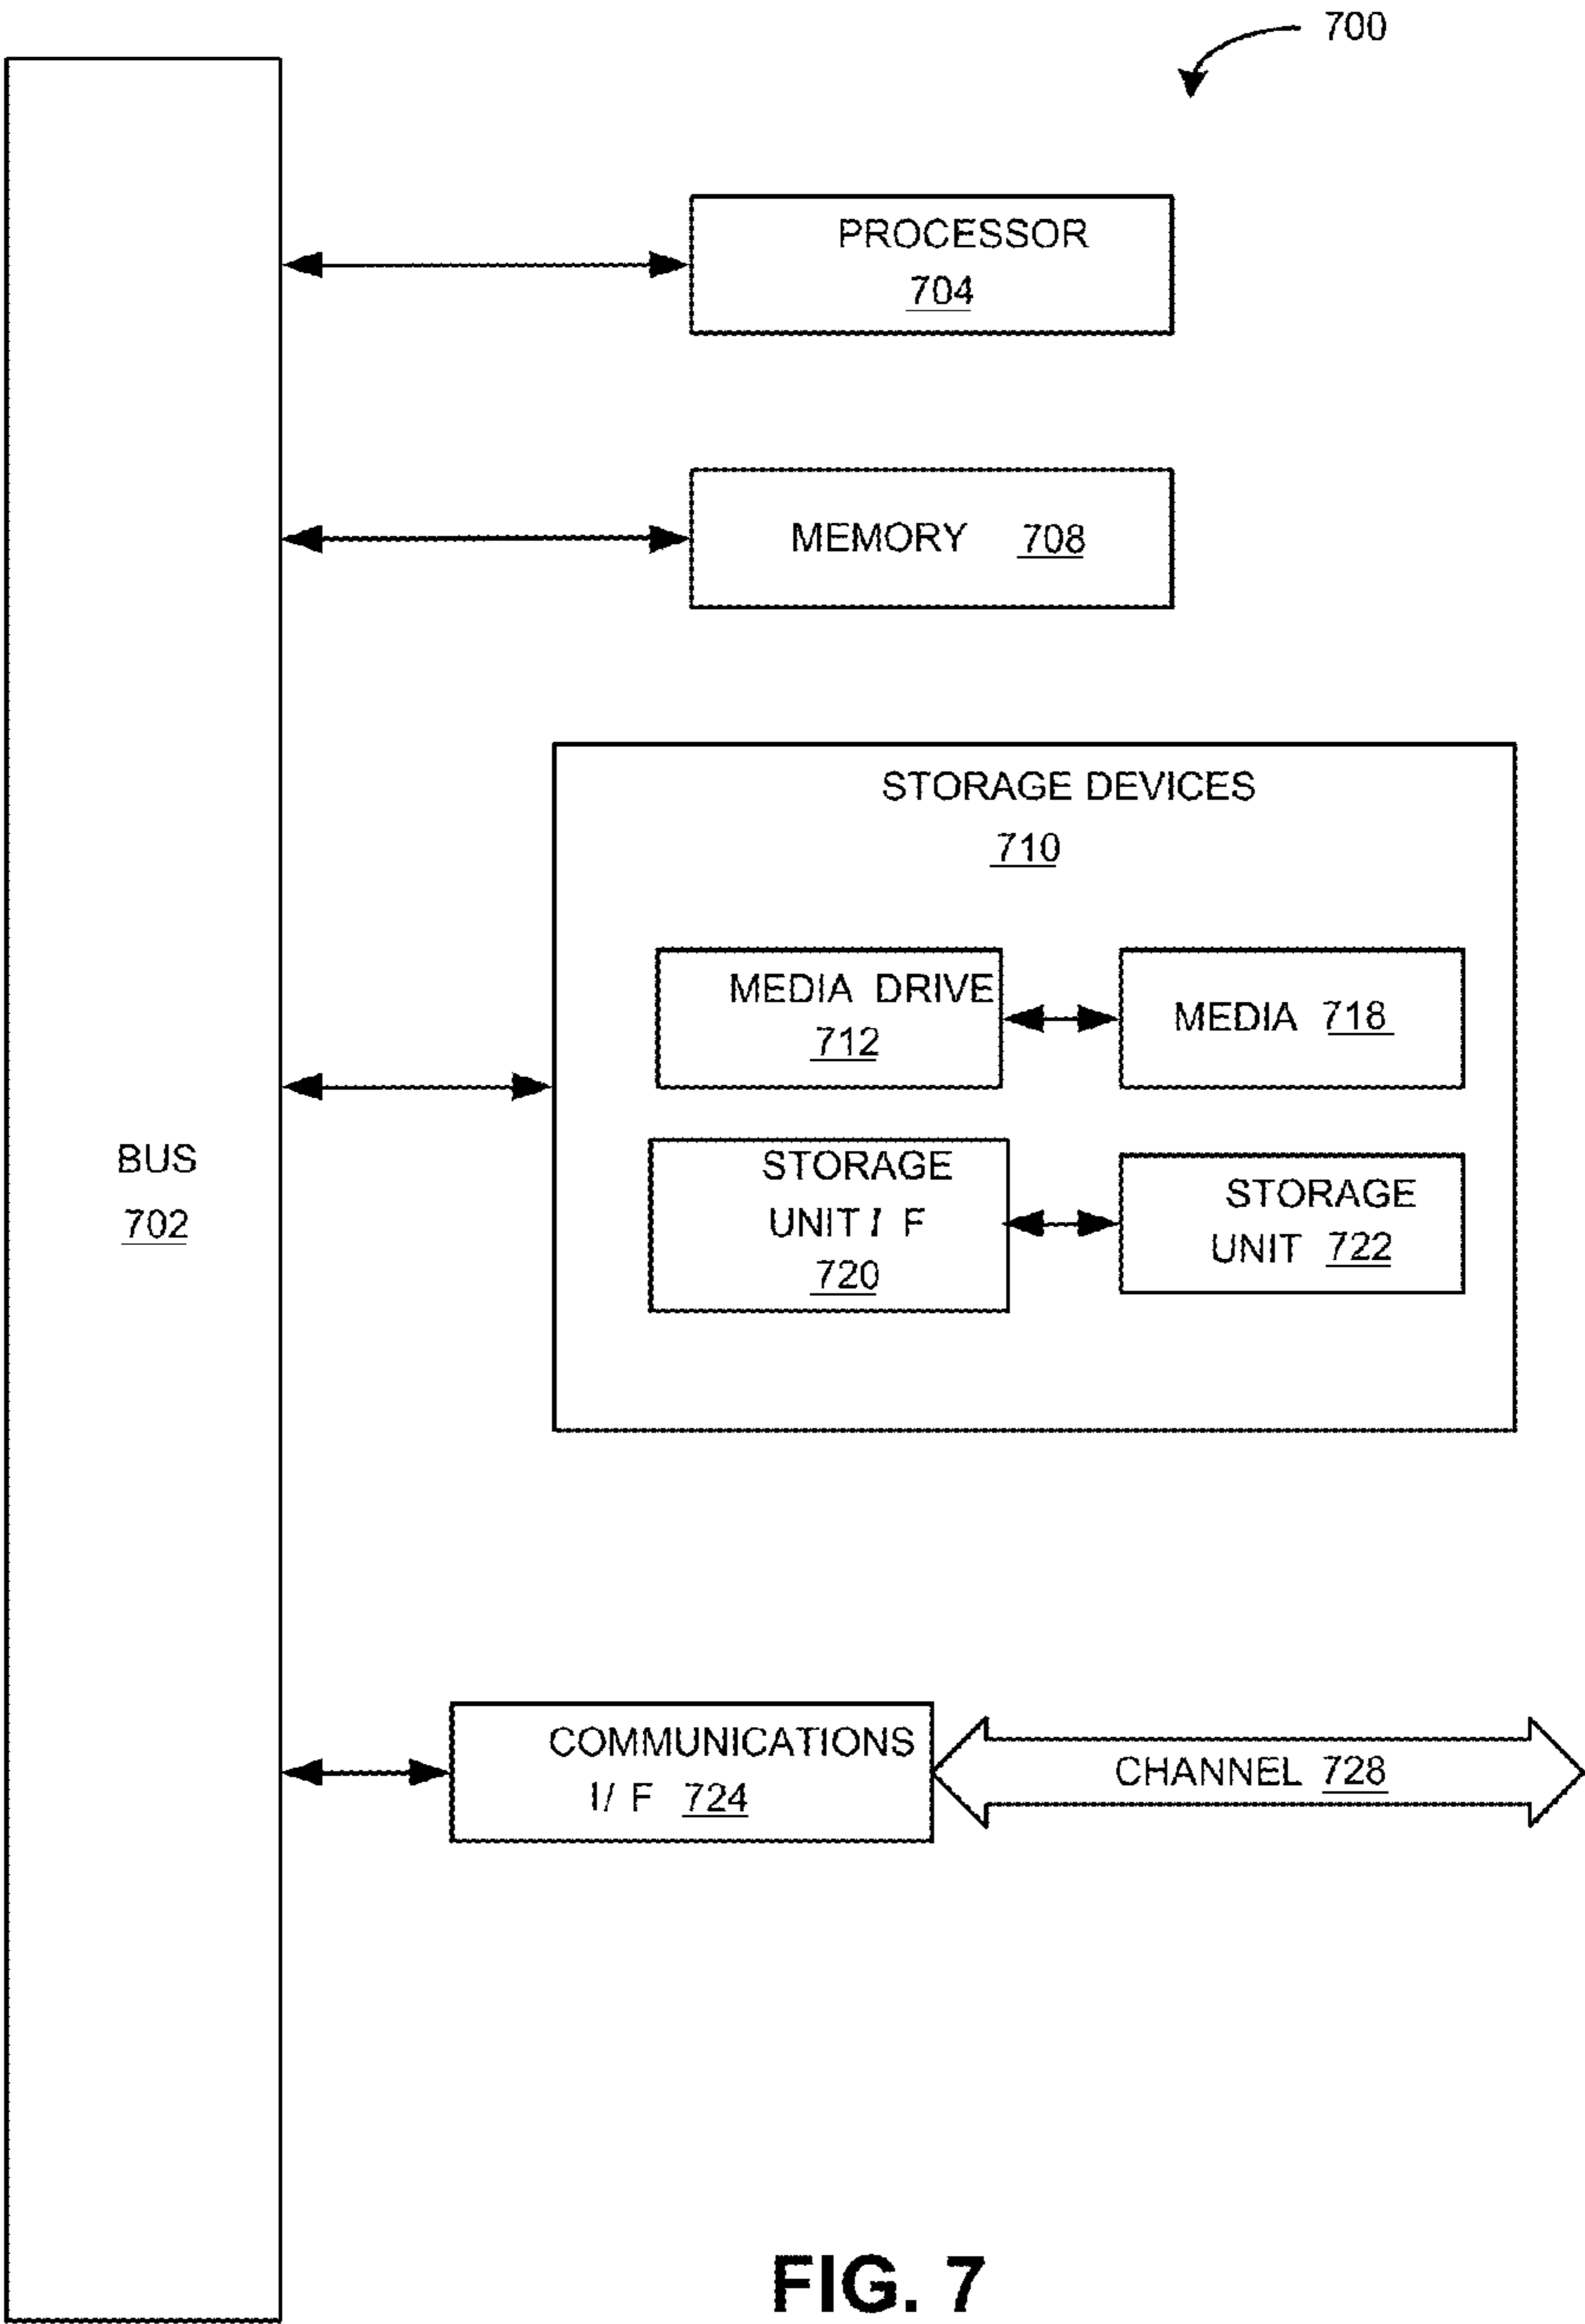 700
PROCESSOR
704
MEMORY 708
STORAGE DEVICES
710
MEDIA DRIVE
712
MEDIA 718
BUS
702
STORAGE
UNIT I F
720
STORAGE
UNIT 722
COMMUNICATIONS
I/ F 724
CHANNEL 728
FIG. 7